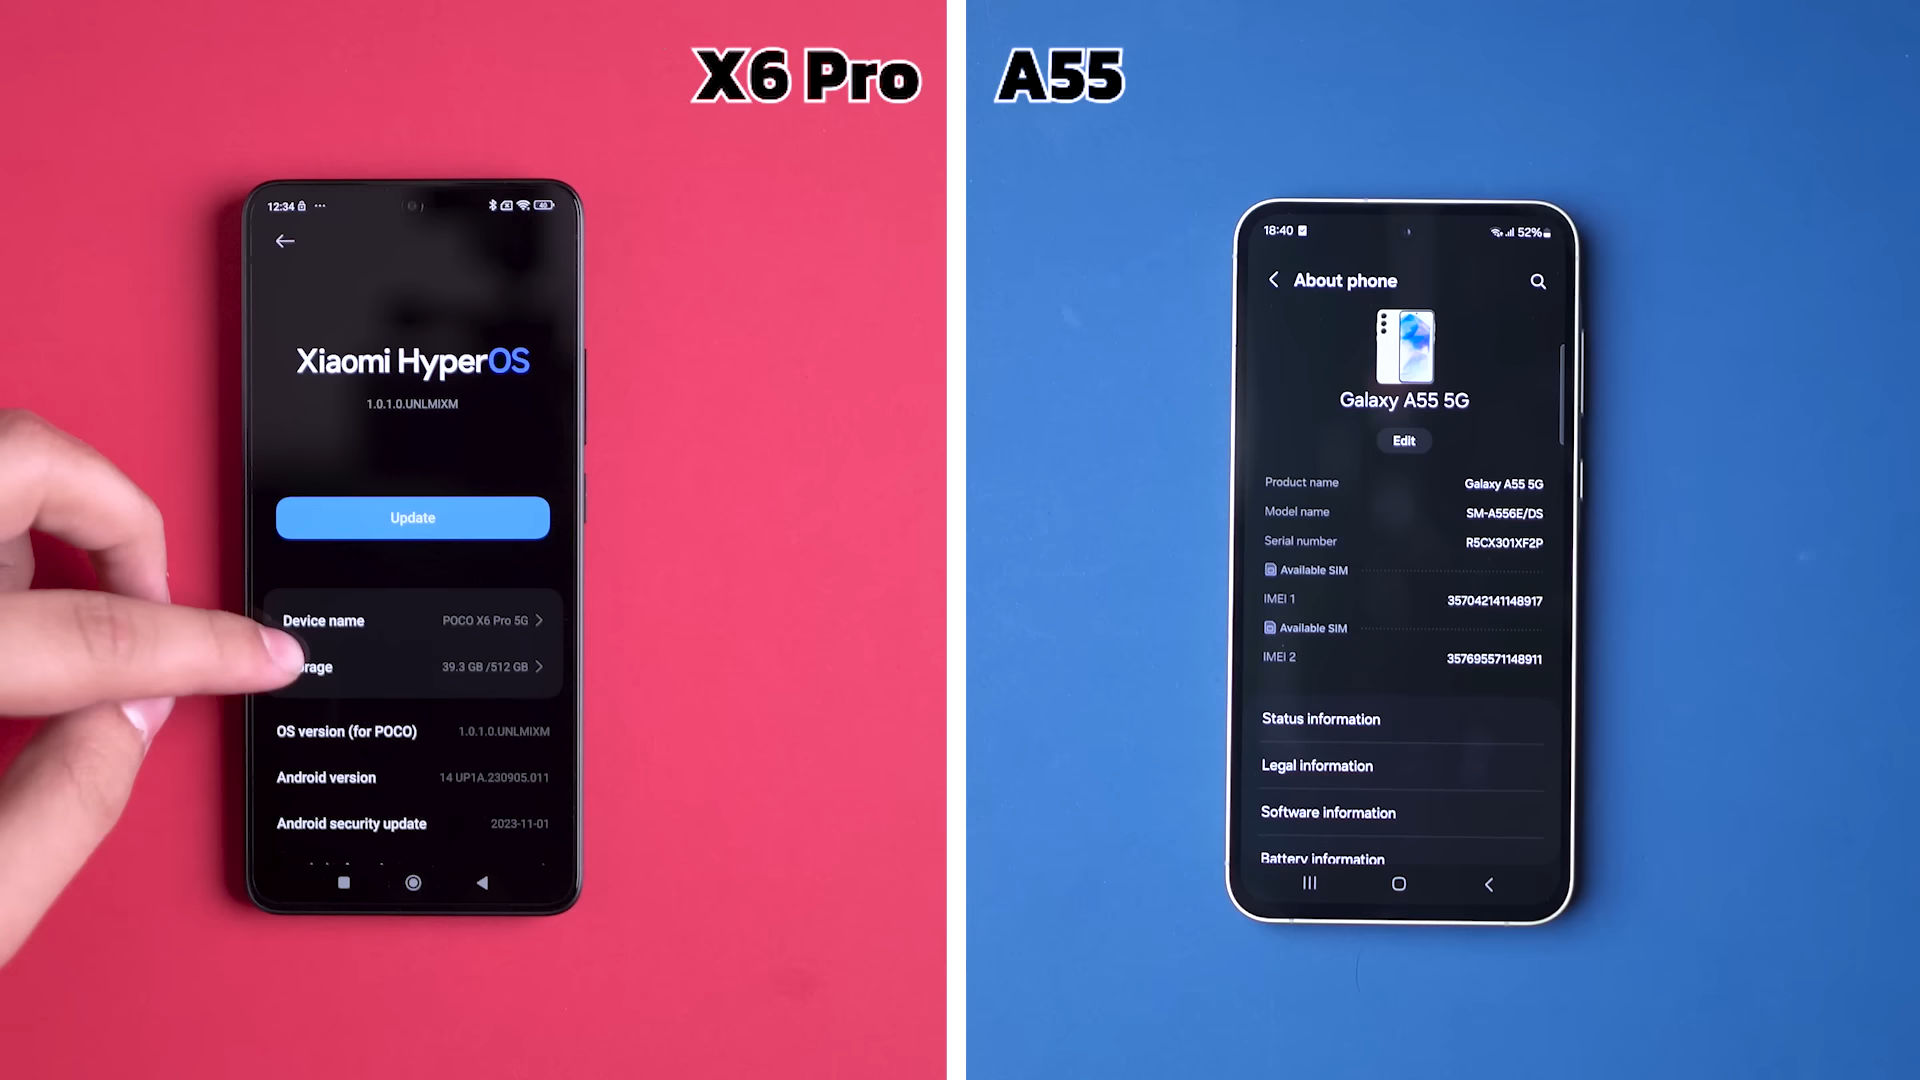 X6 Pro
12:34
40
Xiaomi HyperOS
1.0.1.0.UNLMIXM
Update
Device name POCO X6 Pro 5G
rage 39.3 GB /512 GB
OS version (for POCO) 1.0.1.0.UNLMIXM
Android version 14 UP1A.230905.011
Android security update 2023-11-01
A55
18:40 52%
About phone
Galaxy A55 5G
Edit
Product name Galaxy A55 5G
Model name SM-A556E/DS
Serial number R5CX301XF2P
Available SIM
IMEI 1 357042141148917
Available SIM
IMEI 2 357695571148911
Status information
Legal information
Software information
Battery information